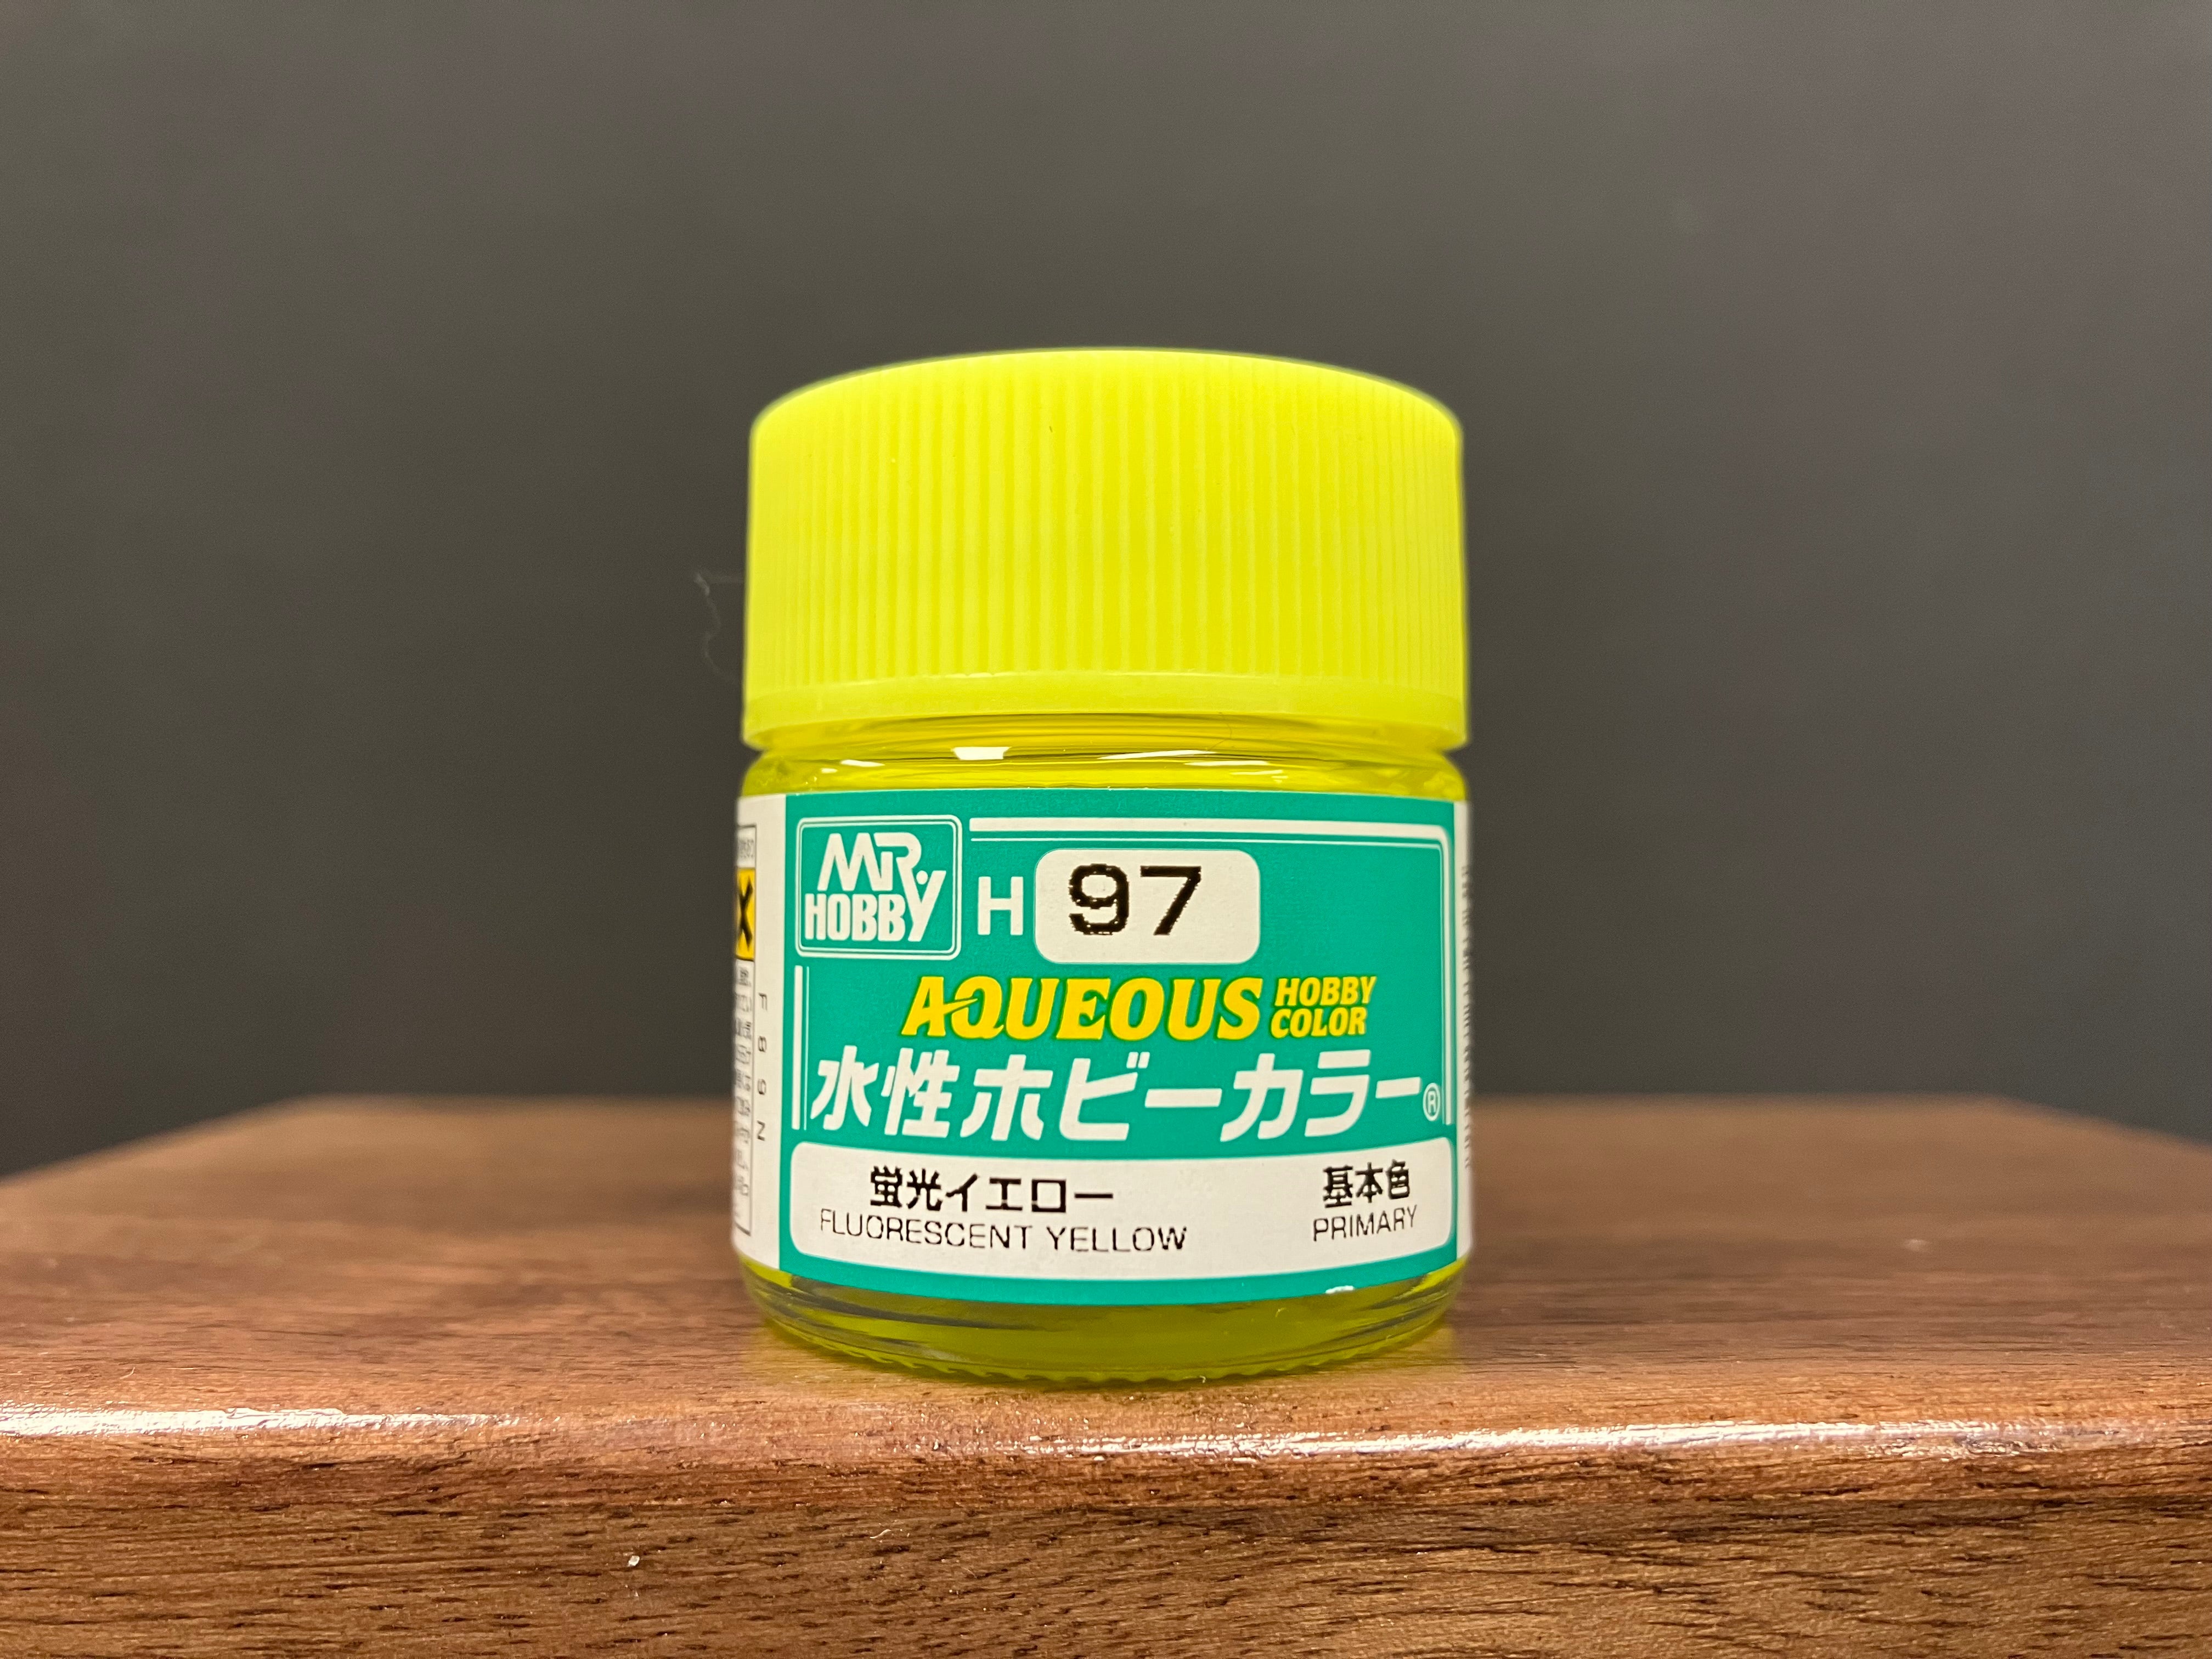 MR. HOBBY
H 97
AQUEOUS HOBBY COLOR
水性ホビーカラー®
蛍光イエロー 基本色
FLUORESCENT YELLOW PRIMARY